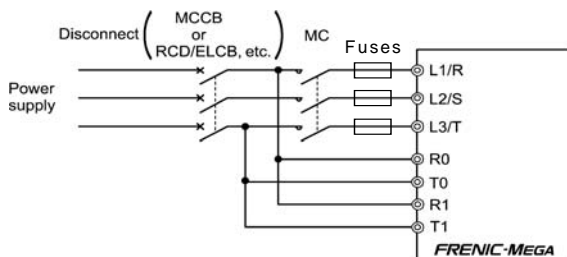 Disconnect
MCCB
or
RCD/ELCB, etc.
MC
Fuses
Power
supply
L1/R
L2/S
L3/T
R0
T0
R1
T1
FRENIC-MEGA